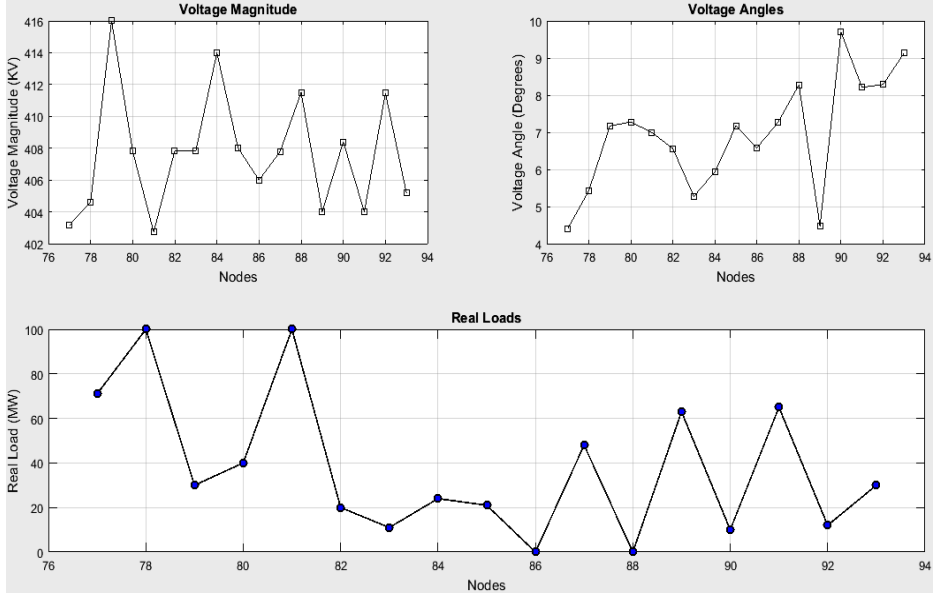 Voltage Magnitude
Voltage Magnitude (KV)
416
414
412
410
408
406
404
402
76 78 80 82 84 86 88 90 92 94
Nodes
Voltage Angles
Voltage Angle (Degrees)
10
9
8
7
6
5
4
76 78 80 82 84 86 88 90 92 94
Nodes
Real Loads
Real Load (MW)
100
80
60
40
20
0
76 78 80 82 84 86 88 90 92 94
Nodes